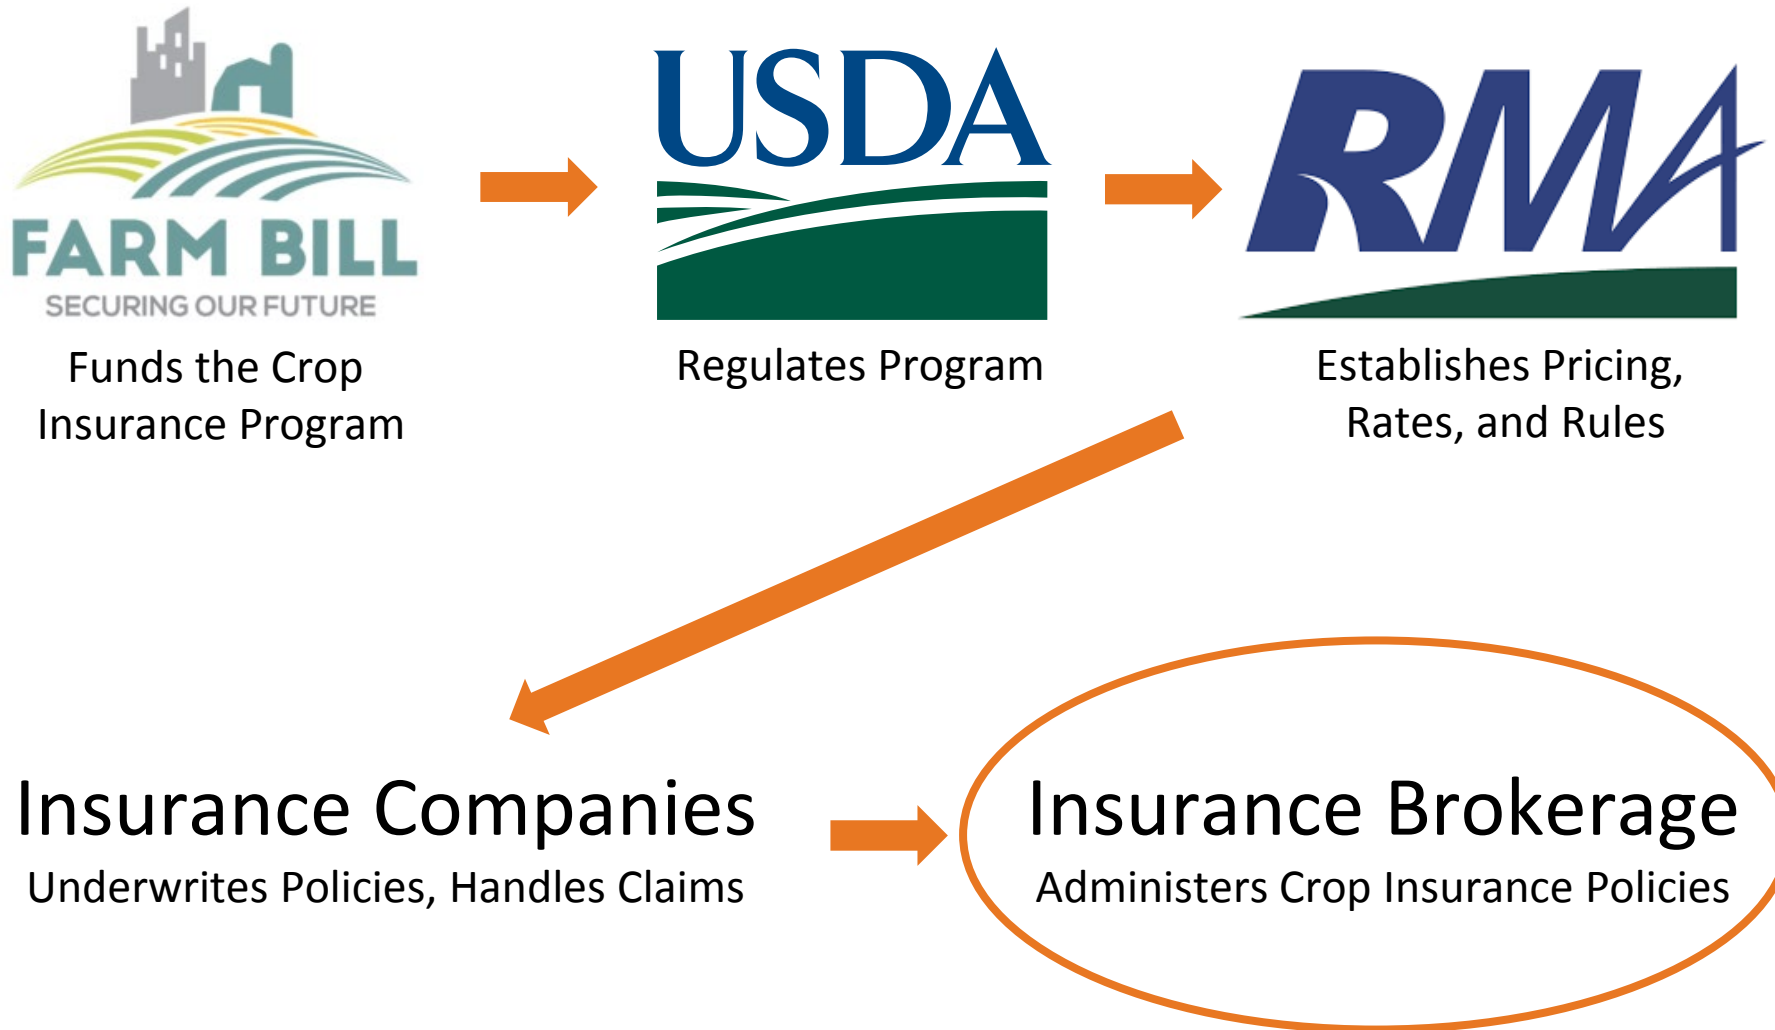 FARM BILL
SECURING OUR FUTURE
Funds the Crop
Insurance Program
USDA
Regulates Program
RMA
Establishes Pricing,
Rates, and Rules
Insurance Companies
Underwrites Policies, Handles Claims
Insurance Brokerage
Administers Crop Insurance Policies